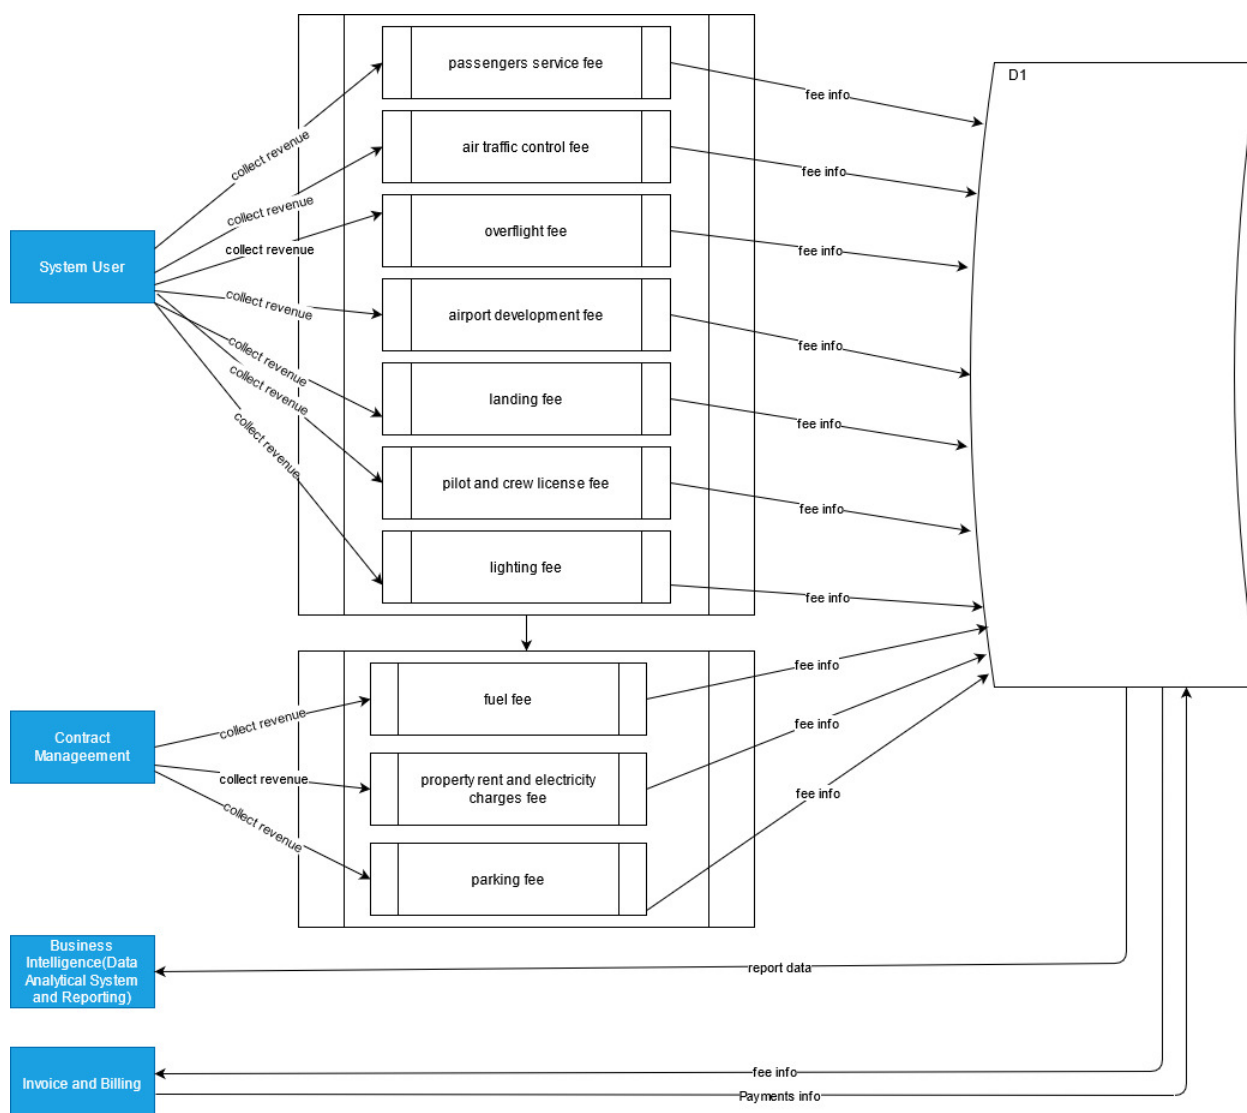 passengers service fee
D1
fee info
collect revenue
air traffic control fee
fee info
collect revenue
overflight fee
System User
collect revenue
fee info
airport development fee
collect revenue
fee info
collect revenue
landing fee
collect revenue
fee info
collect revenue
pilot and crew license fee
fee info
lighting fee
fee info
fee info
fuel fee
collect revenue
fee info
Contract
Manageement
collect revenue
property rent and electricity
charges fee
fee info
collect revenue
parking fee
Business
Intelligence(Data
Analytical System
and Reporting)
report data
Invoice and Billing
fee info
Payments info